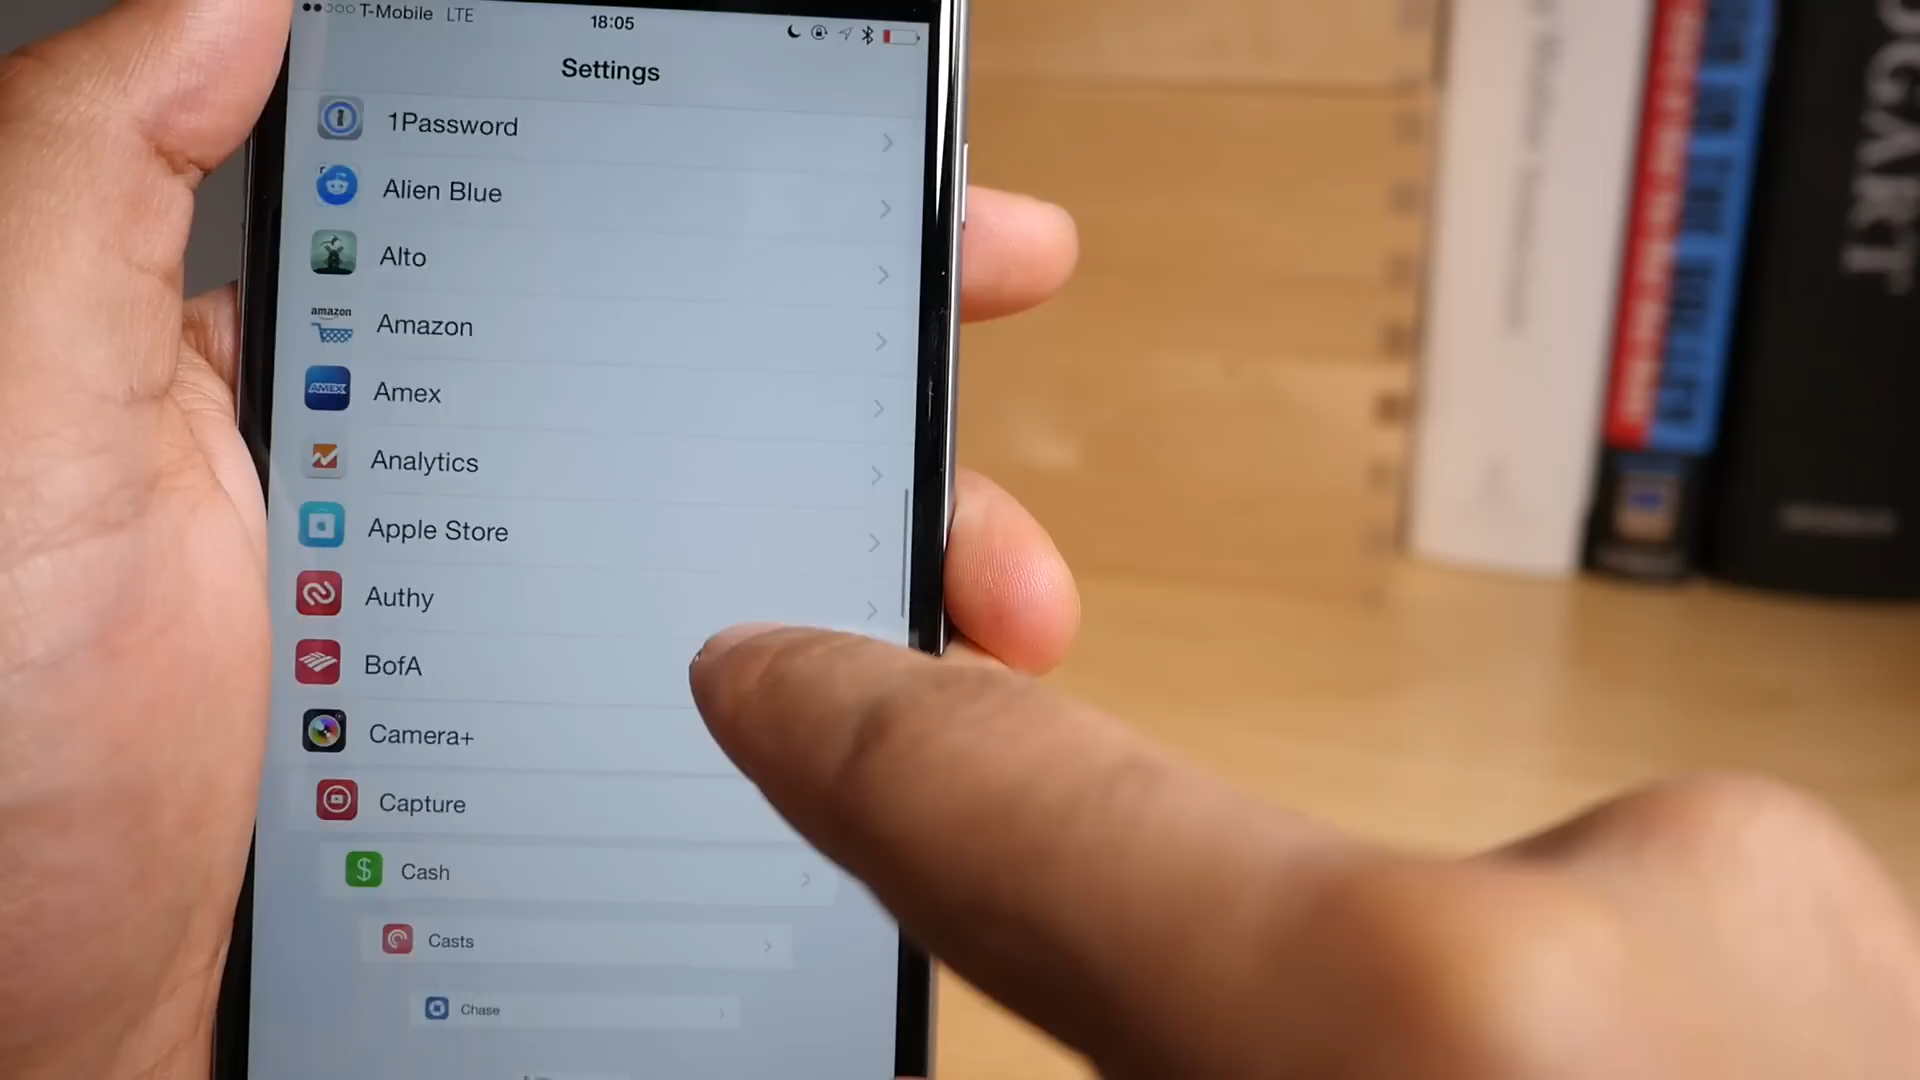 T-Mobile LTE 18:05
Settings
1Password
Alien Blue
Alto
amazon
Amazon
AMEX
Amex
Analytics
Apple Store
Authy
BofA
Camera+
Capture
$ Cash
Casts
Chase
OGART